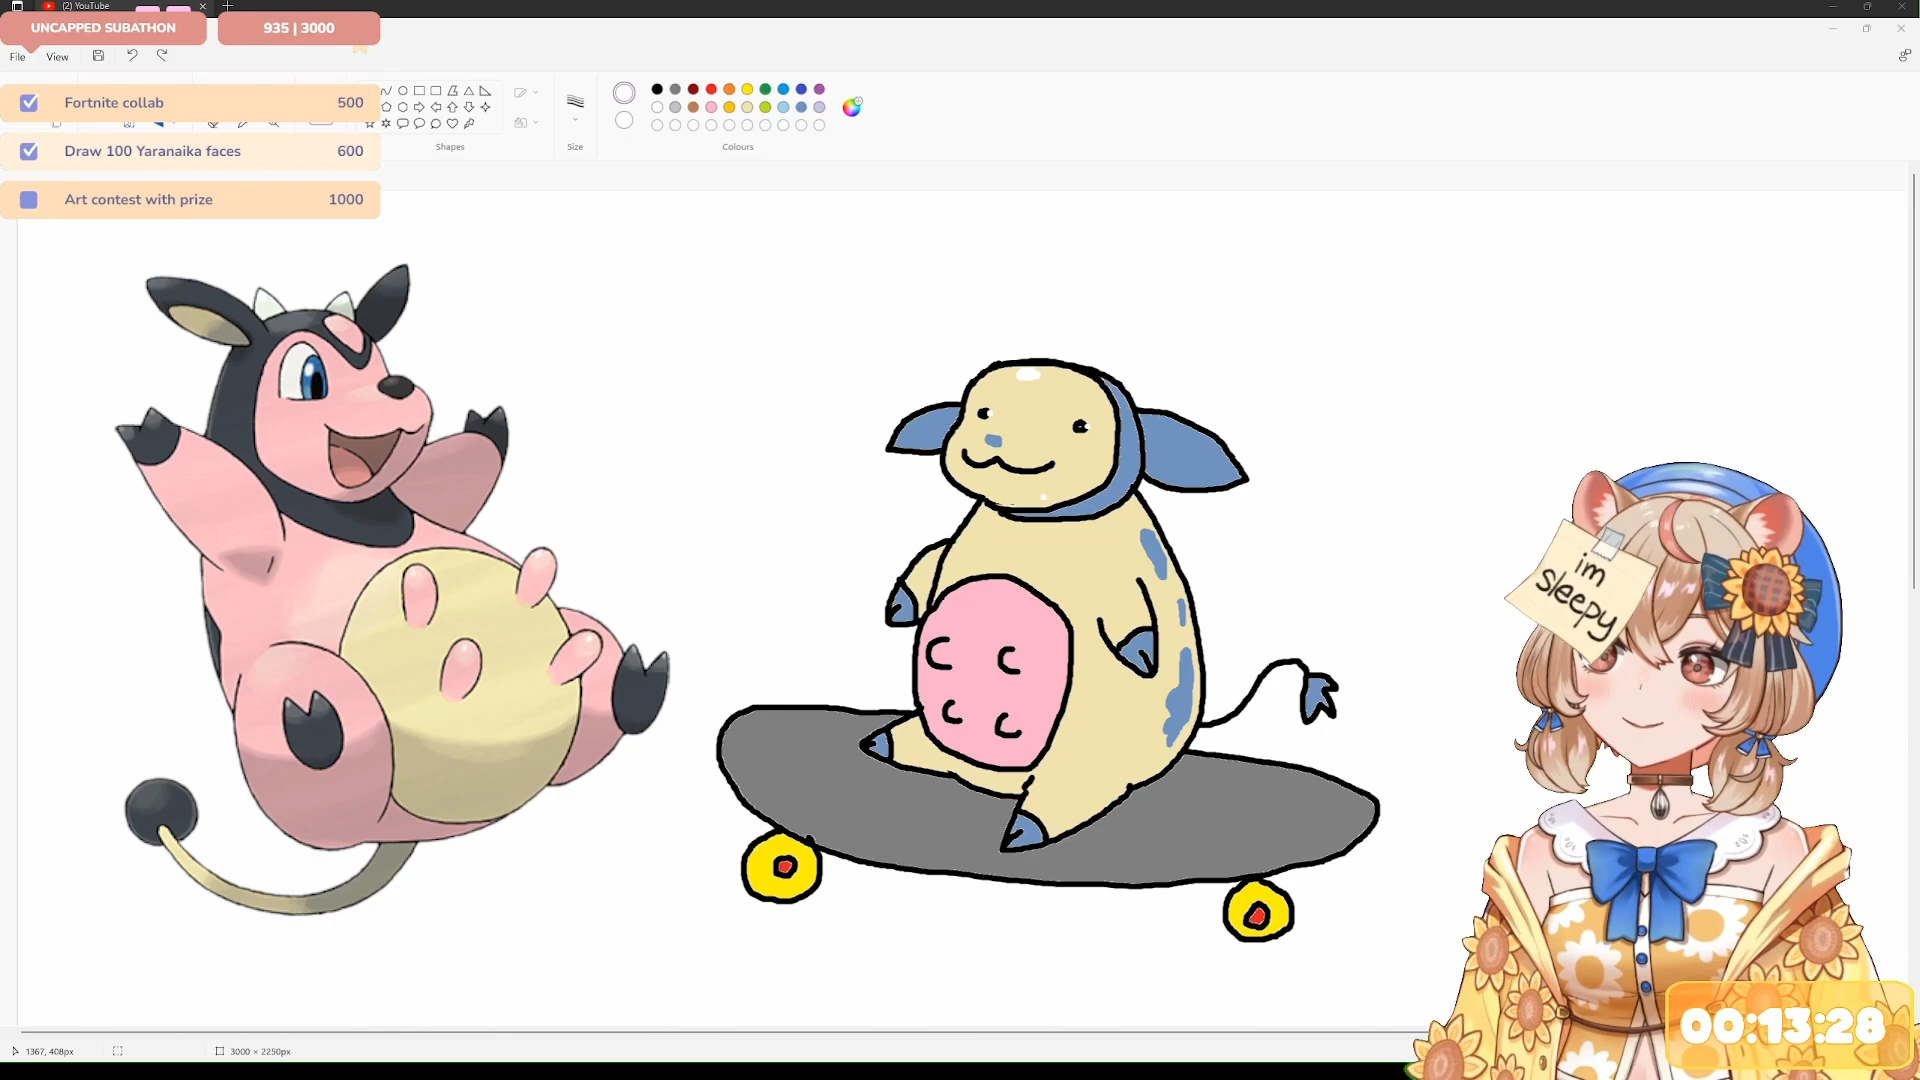 (2) YouTube
UNCAPPED SUBATHON
935 | 3000
File
View
Fortnite collab 500
Draw 100 Yaranaika faces 600
Art contest with prize 1000
Shapes
Size
Colours
im
sleepy
00:13:28
1367, 408px
3000 × 2250px